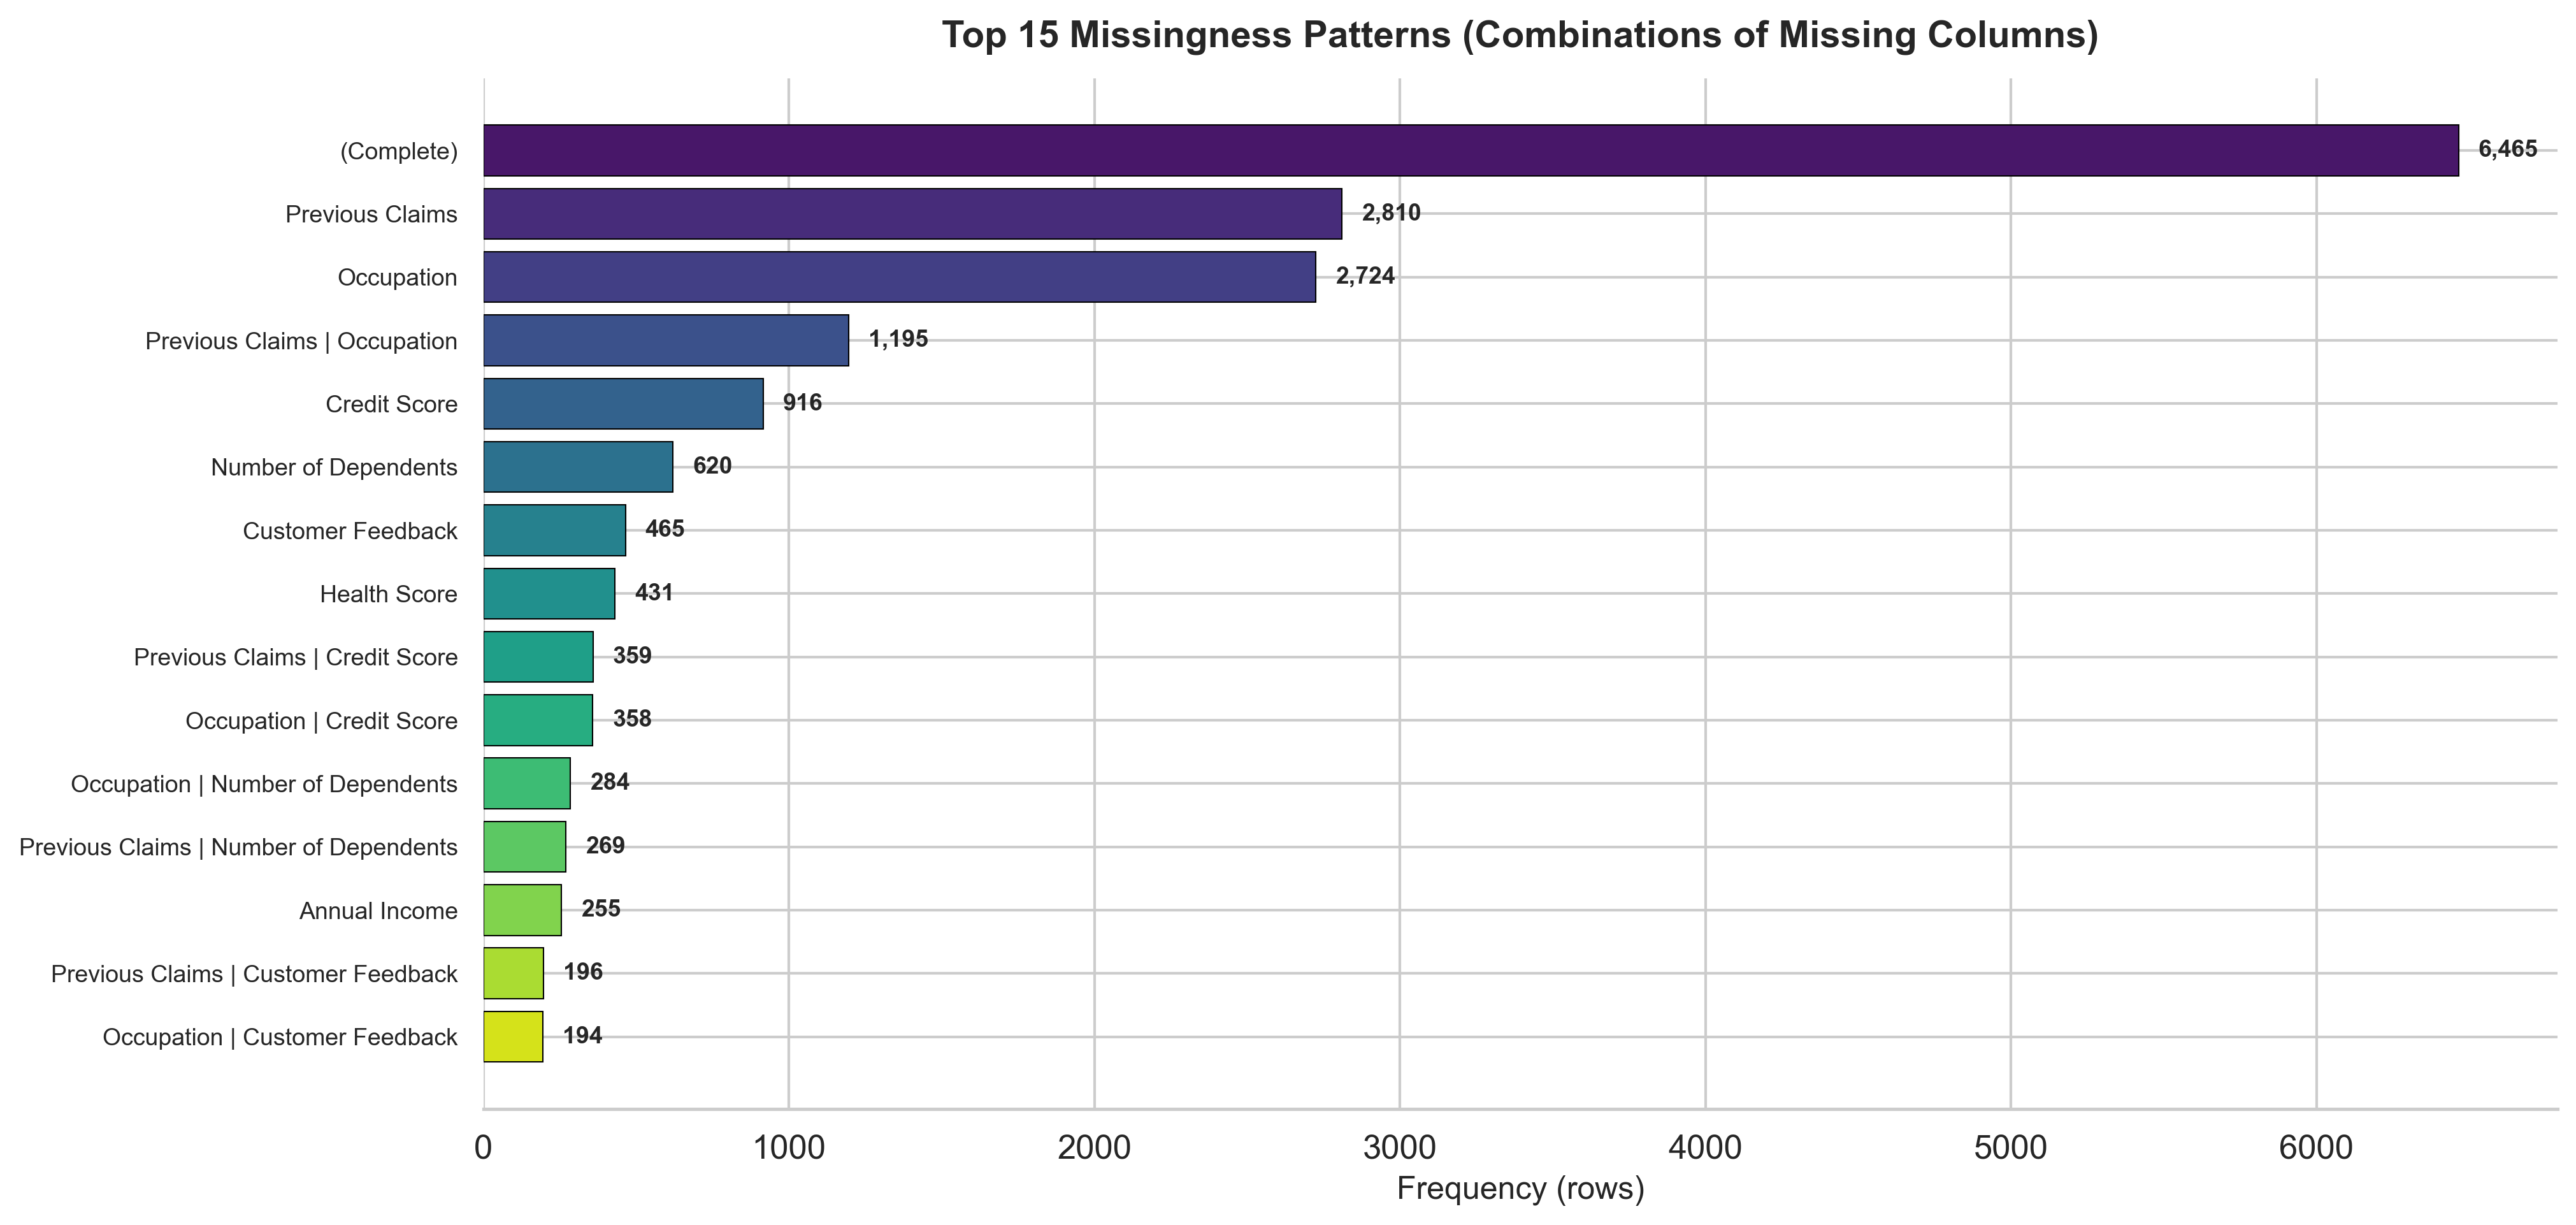 Top 15 Missingness Patterns (Combinations of Missing Columns)
(Complete) 6,465
Previous Claims 2,810
Occupation 2,724
Previous Claims | Occupation 1,195
Credit Score 916
Number of Dependents 620
Customer Feedback 465
Health Score 431
Previous Claims | Credit Score 359
Occupation | Credit Score 358
Occupation | Number of Dependents 284
Previous Claims | Number of Dependents 269
Annual Income 255
Previous Claims | Customer Feedback 196
Occupation | Customer Feedback 194
0 1000 2000 3000 4000 5000 6000
Frequency (rows)